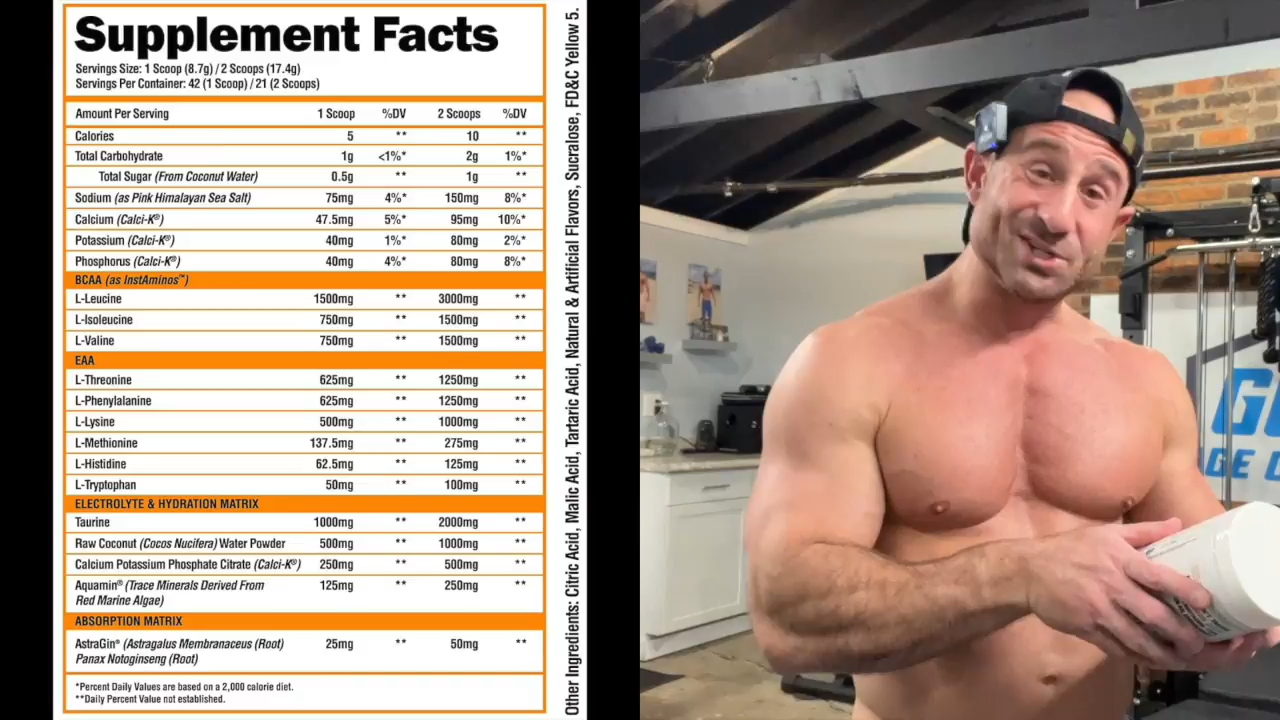 Supplement Facts
Servings Size: 1 Scoop (8.7g) / 2 Scoops (17.4g)
Servings Per Container: 42 (1 Scoop) / 21 (2 Scoops)
Amount Per Serving 1 Scoop %DV 2 Scoops %DV
Calories 5 ** 10 **
Total Carbohydrate 1g <1%* 2g 1%*
Total Sugar (From Coconut Water) 0.5g ** 1g **
Sodium (as Pink Himalayan Sea Salt) 75mg 4%* 150mg 8%*
Calcium (Calci-K®) 47.5mg 5%* 95mg 10%*
Potassium (Calci-K®) 40mg 1%* 80mg 2%*
Phosphorus (Calci-K®) 40mg 4%* 80mg 8%*
BCAA (as InstAminos™)
L-Leucine 1500mg ** 3000mg **
L-Isoleucine 750mg ** 1500mg **
L-Valine 750mg ** 1500mg **
EAA
L-Threonine 625mg ** 1250mg **
L-Phenylalanine 625mg ** 1250mg **
L-Lysine 500mg ** 1000mg **
L-Methionine 137.5mg ** 275mg **
L-Histidine 62.5mg ** 125mg **
L-Tryptophan 50mg ** 100mg **
ELECTROLYTE & HYDRATION MATRIX
Taurine 1000mg ** 2000mg **
Raw Coconut (Cocos Nucifera) Water Powder 500mg ** 1000mg **
Calcium Potassium Phosphate Citrate (Calci-K®) 250mg ** 500mg **
Aquamin® (Trace Minerals Derived From 125mg ** 250mg **
Red Marine Algae)
ABSORPTION MATRIX
AstraGin® (Astragalus Membranaceus (Root) 25mg ** 50mg **
Panax Notoginseng (Root)
*Percent Daily Values are based on a 2,000 calorie diet.
**Daily Percent Value not established.
Other Ingredients: Citric Acid, Malic Acid, Tartaric Acid, Natural & Artificial Flavors, Sucralose, FD&C Yellow 5.